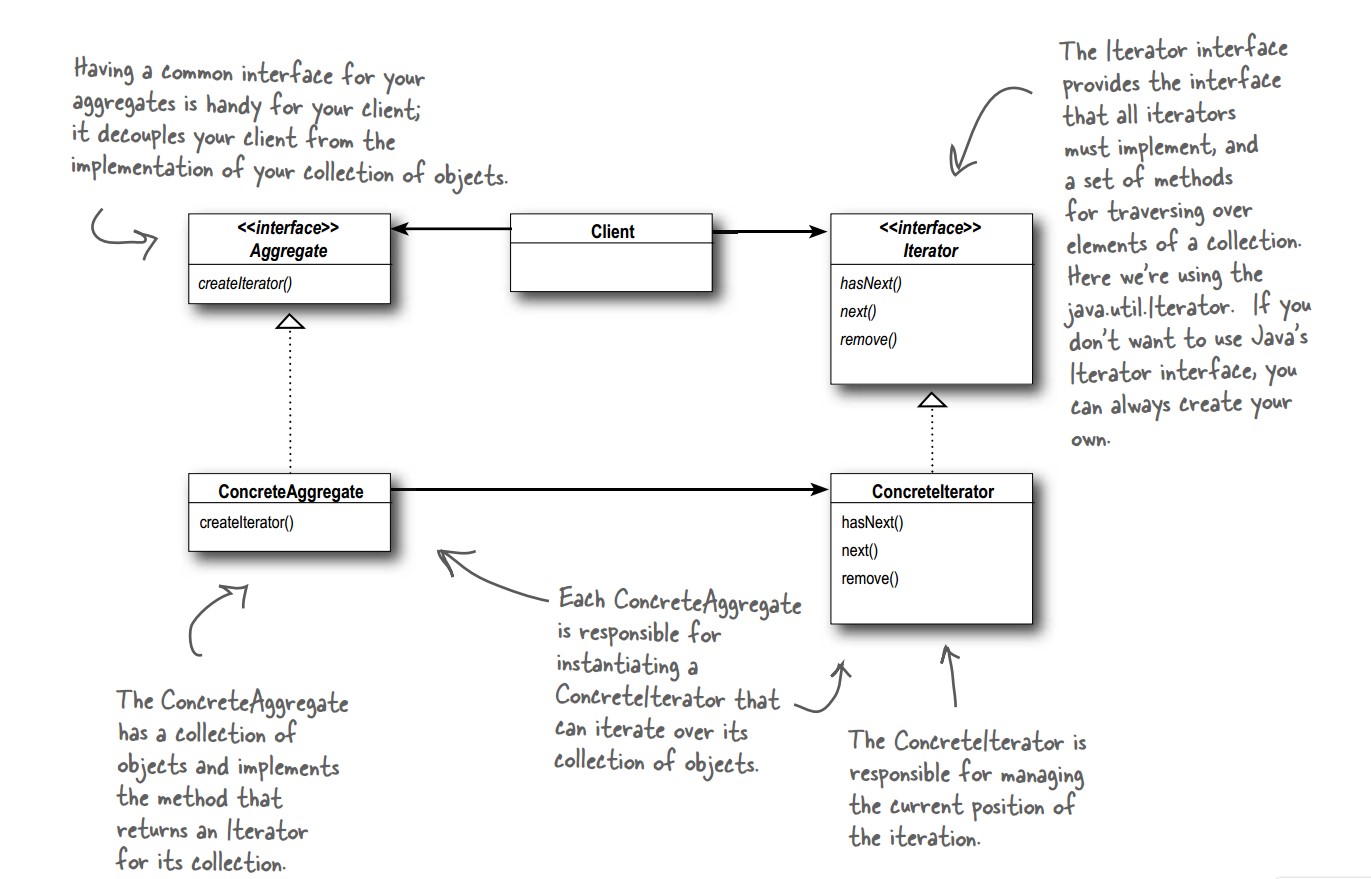 Having a common interface for your
aggregates is handy for your client;
it decouples your client from the
implementation of your collection of objects.
The Iterator interface
provides the interface
that all iterators
must implement, and
a set of methods
for traversing over
elements of a collection.
Here we're using the
java.util.Iterator. If you
don't want to use Java's
Iterator interface, you
can always create your
own.
<<interface>>
Aggregate
createIterator()
Client
<<interface>>
Iterator
hasNext()
next()
remove()
ConcreteAggregate
createIterator()
ConcreteIterator
hasNext()
next()
remove()
Each ConcreteAggregate
is responsible for
instantiating a
ConcreteIterator that
can iterate over its
collection of objects.
The ConcreteAggregate
has a collection of
objects and implements
the method that
returns an Iterator
for its collection.
The ConcreteIterator is
responsible for managing
the current position of
the iteration.